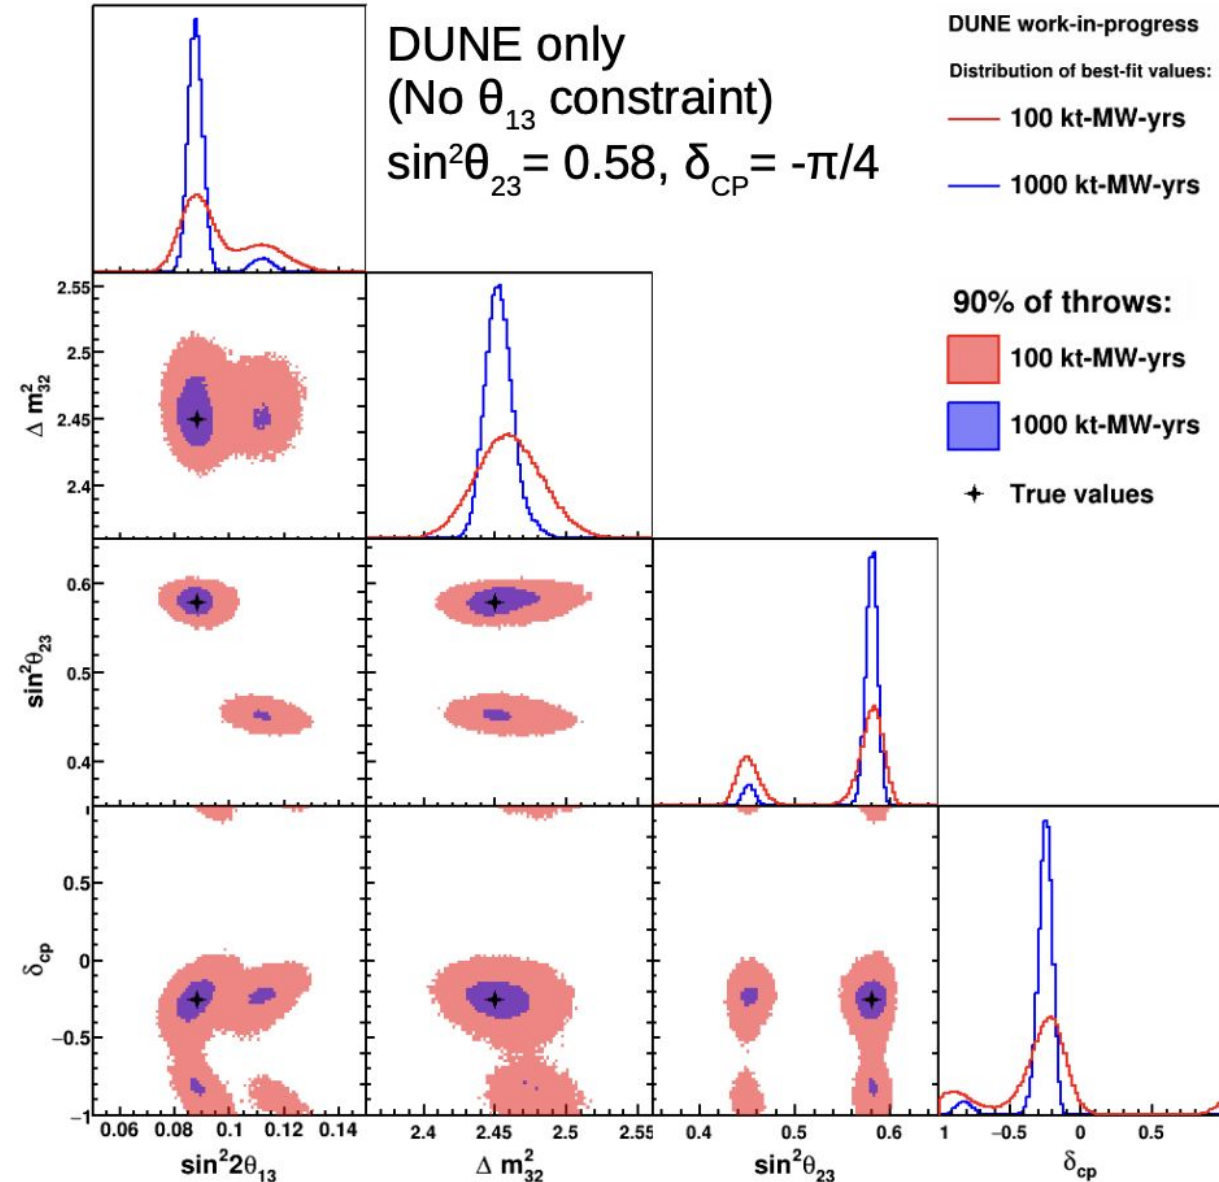 DUNE only
(No θ₁₃ constraint)
sin²θ₂₃= 0.58, δ_CP= -π/4
DUNE work-in-progress
Distribution of best-fit values:
100 kt-MW-yrs
1000 kt-MW-yrs
90% of throws:
100 kt-MW-yrs
1000 kt-MW-yrs
True values
2.55
2.5
2.45
2.4
Δ m²₃₂
0.6
0.5
0.4
sin²θ₂₃
1
0.5
0
−0.5
−1
δ_cp
0.06 0.08 0.1 0.12 0.14
sin²2θ₁₃
2.4 2.45 2.5 2.55
Δ m²₃₂
0.4 0.5 0.6
sin²θ₂₃
1 −0.5 0 0.5
δ_cp